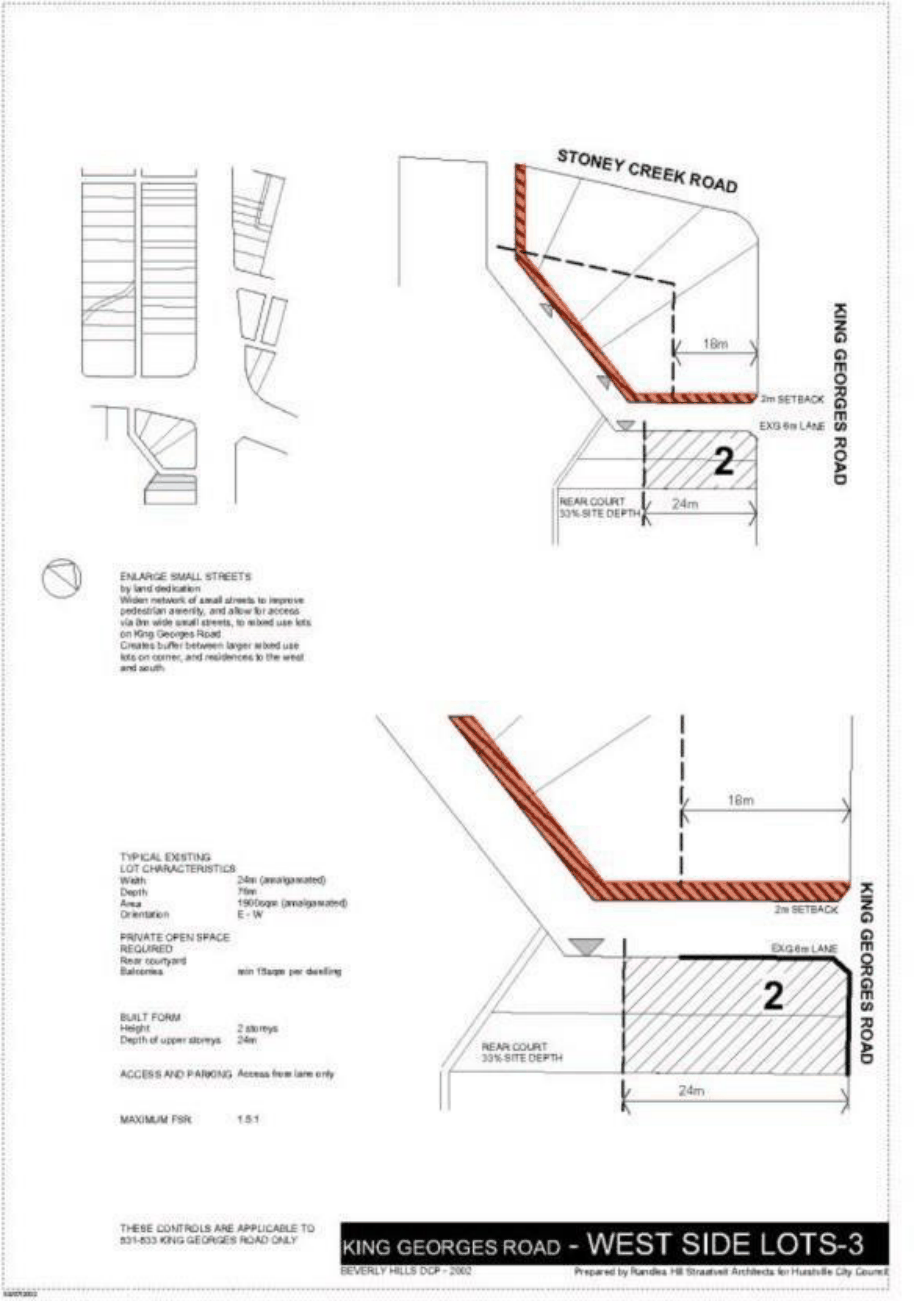 STONEY CREEK ROAD
KING GEORGES ROAD
18m
2m SETBACK
EXG 6m LANE
2
REAR COURT
33% SITE DEPTH
24m
ENLARGE SMALL STREETS
by land dedication
Widen network of small streets to improve
pedestrian amenity, and allow for access
via 8m wide small streets, to mixed use lots
on King Georges Road
Creates buffer between larger mixed use
lots on corner, and residences to the west
and south
18m
2m SETBACK
EXG 6m LANE
KING GEORGES ROAD
2
REAR COURT
33% SITE DEPTH
24m
TYPICAL EXISTING
LOT CHARACTERISTICS
Width 24m (amalgamated)
Depth 76m
Area 1900sqm (amalgamated)
Orientation E - W
PRIVATE OPEN SPACE
REQUIRED
Rear courtyard
Balconies min 15sqm per dwelling
BUILT FORM
Height 2 storeys
Depth of upper storeys 24m
ACCESS AND PARKING Access from lane only
MAXIMUM FSR 1.5:1
THESE CONTROLS ARE APPLICABLE TO
831-833 KING GEORGES ROAD ONLY
KING GEORGES ROAD - WEST SIDE LOTS-3
BEVERLY HILLS DCP - 2002
Prepared by Randles Hill Straatveit Architects for Hurstville City Council